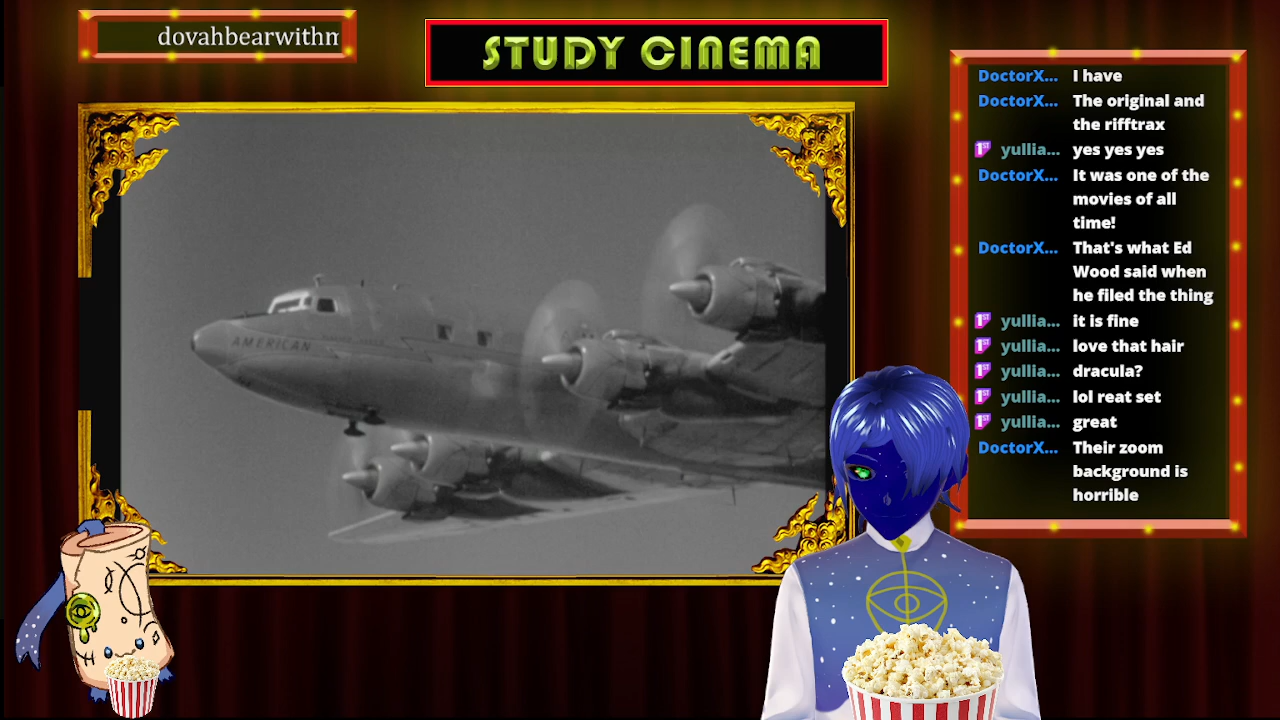 dovahbearwithm
STUDY CINEMA
AMERICAN
DoctorX... I have
DoctorX... The original and
the rifftrax
yullia... yes yes yes
DoctorX... It was one of the
movies of all
time!
DoctorX... That's what Ed
Wood said when
he filed the thing
yullia... it is fine
yullia... love that hair
yullia... dracula?
yullia... lol reat set
yullia... great
DoctorX... Their zoom
background is
horrible